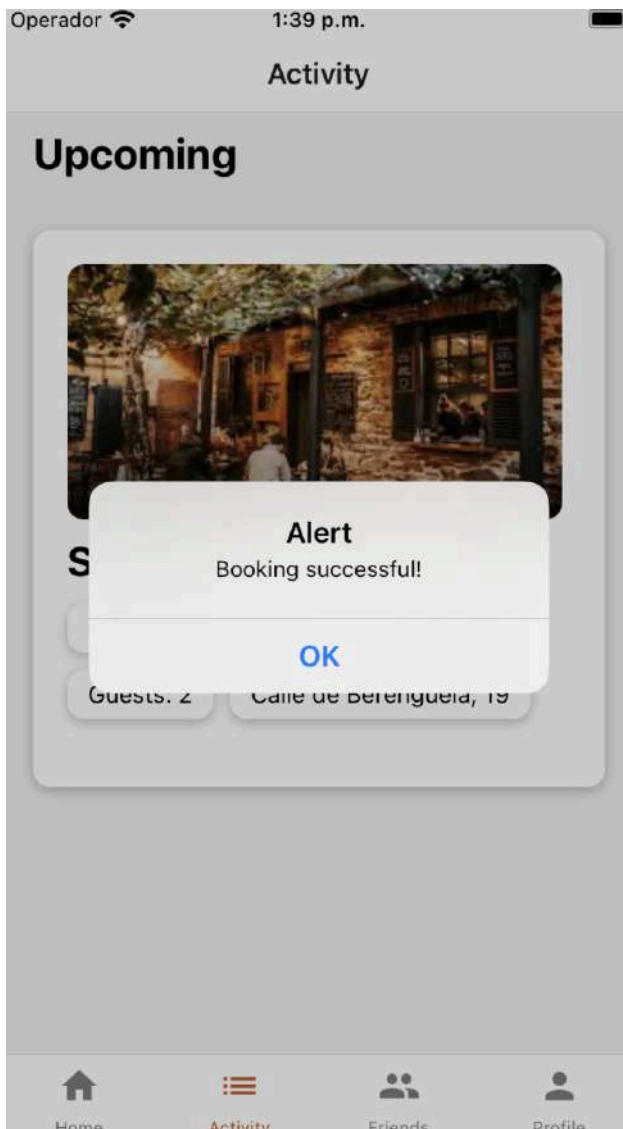 Operador
1:39 p.m.
Activity
Upcoming
Alert
Booking successful!
OK
Guests: 2
Calle de Berenguela, 19
Home
Activity
Friends
Profile